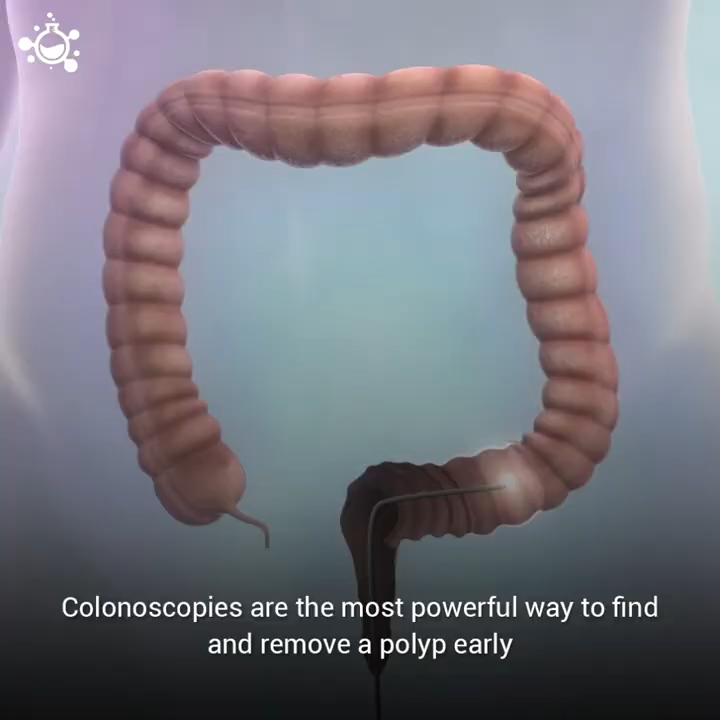 Colonoscopies are the most powerful way to find
and remove a polyp early